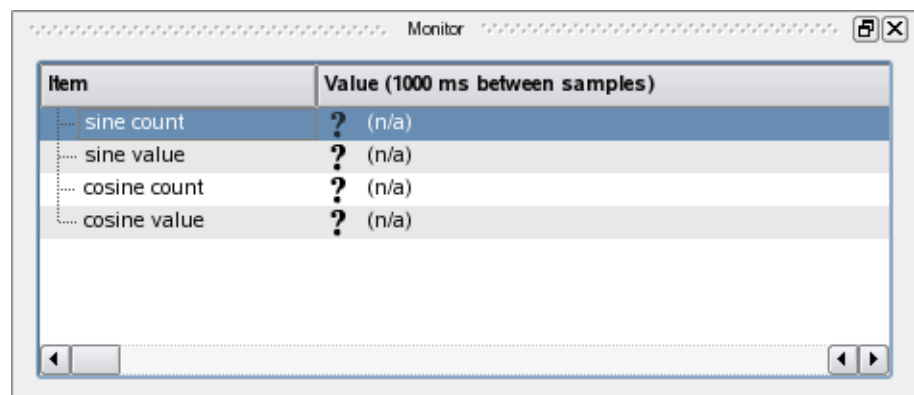 Monitor
Item Value (1000 ms between samples)
sine count ? (n/a)
sine value ? (n/a)
cosine count ? (n/a)
cosine value ? (n/a)